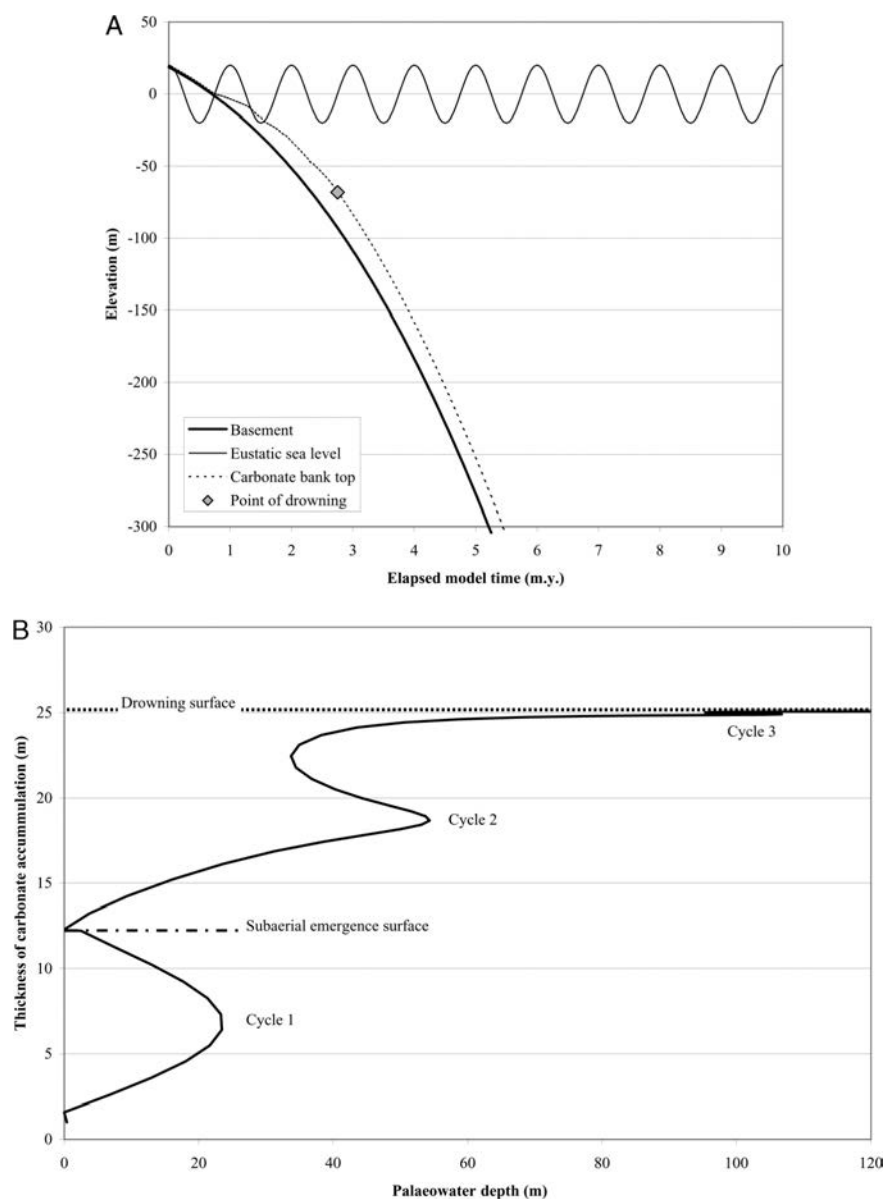 A
50
0
-50
-100
-150
-200
-250
-300
Elevation (m)
Basement
Eustatic sea level
Carbonate bank top
Point of drowning
0 1 2 3 4 5 6 7 8 9 10
Elapsed model time (m.y.)
B
30
25
20
15
10
5
0
Thickness of carbonate accumulation (m)
Drowning surface
Cycle 3
Cycle 2
Subaerial emergence surface
Cycle 1
0 20 40 60 80 100 120
Palaeowater depth (m)